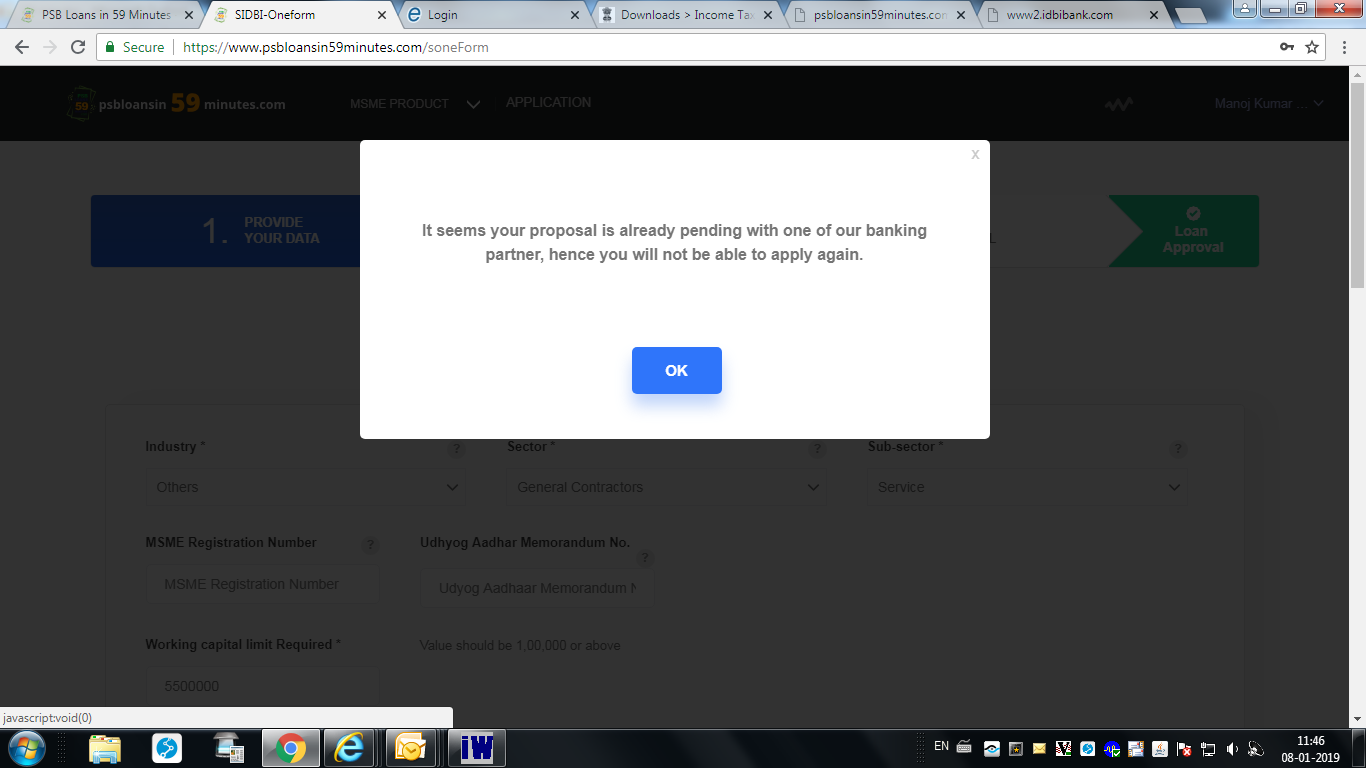 PSB Loans in 59 Minutes
SIDBI-Oneform
Login
Downloads > Income Tax
psbloansin59minutes.com
www2.idbibank.com
Secure
https://www.psbloansin59minutes.com/soneForm
psbloansin 59 minutes.com
MSME PRODUCT
APPLICATION
Manoj Kumar ...
x
1.
PROVIDE
YOUR DATA
Loan
Approval
It seems your proposal is already pending with one of our banking
partner, hence you will not be able to apply again.
OK
Industry *
?
Sector *
?
Sub-sector *
?
Others
General Contractors
Service
MSME Registration Number
?
Udhyog Aadhar Memorandum No.
?
MSME Registration Number
Udyog Aadhaar Memorandum N
Working capital limit Required *
Value should be 1,00,000 or above
5500000
javascript:void(0)
iW
EN
11:46
08-01-2019